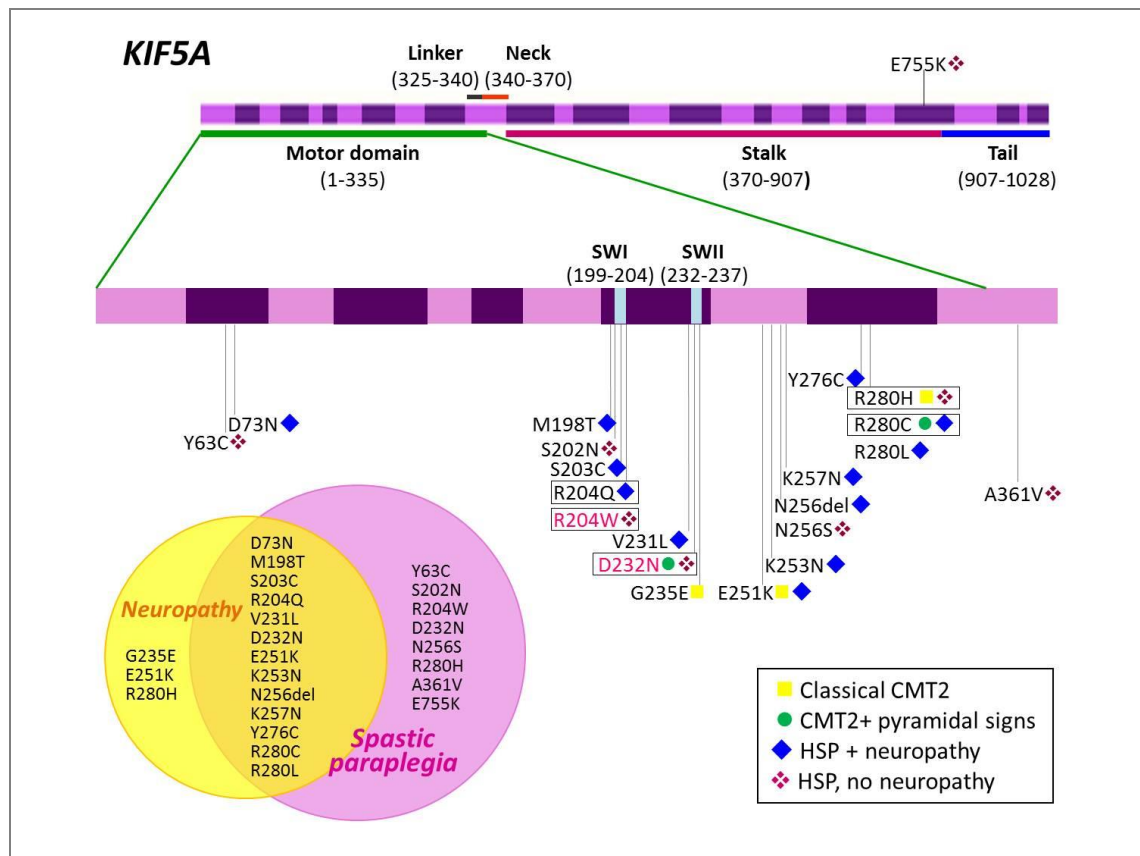 KIF5A
Linker
(325-340)
Neck
(340-370)
E755K
Motor domain
(1-335)
Stalk
(370-907)
Tail
(907-1028)
SWI
(199-204)
SWII
(232-237)
Y63C
D73N
M198T
S202N
S203C
R204Q
R204W
V231L
D232N
G235E
E251K
K253N
N256S
N256del
K257N
Y276C
R280H
R280C
R280L
A361V
Neuropathy
G235E
E251K
R280H
D73N
M198T
S203C
R204Q
V231L
D232N
E251K
K253N
N256del
K257N
Y276C
R280C
R280L
Y63C
S202N
R204W
D232N
N256S
R280H
A361V
E755K
Spastic
paraplegia
Classical CMT2
CMT2+ pyramidal signs
HSP + neuropathy
HSP, no neuropathy